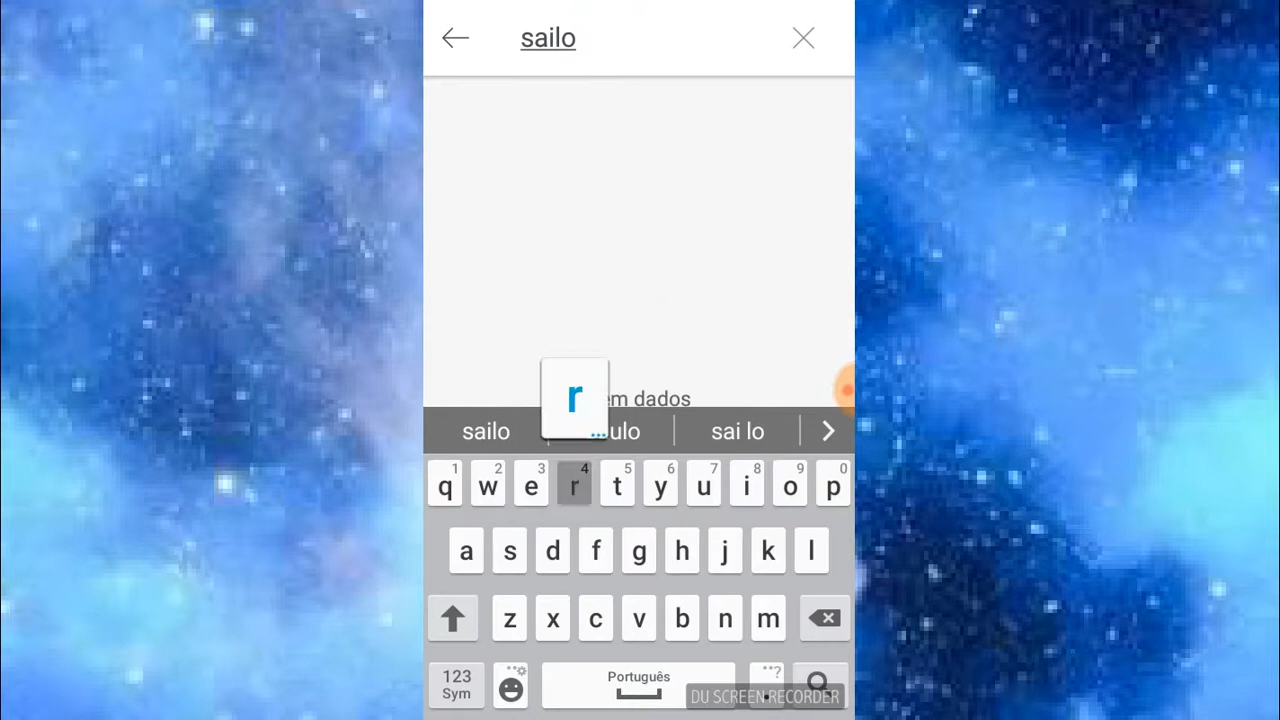 sailo
r
em dados
sailo ulo sai lo
1 2 3 4 5 6 7 8 9 0
q w e r t y u i o p
a s d f g h j k l
z x c v b n m
123 Português ?
Sym .
DU SCREEN RECORDER